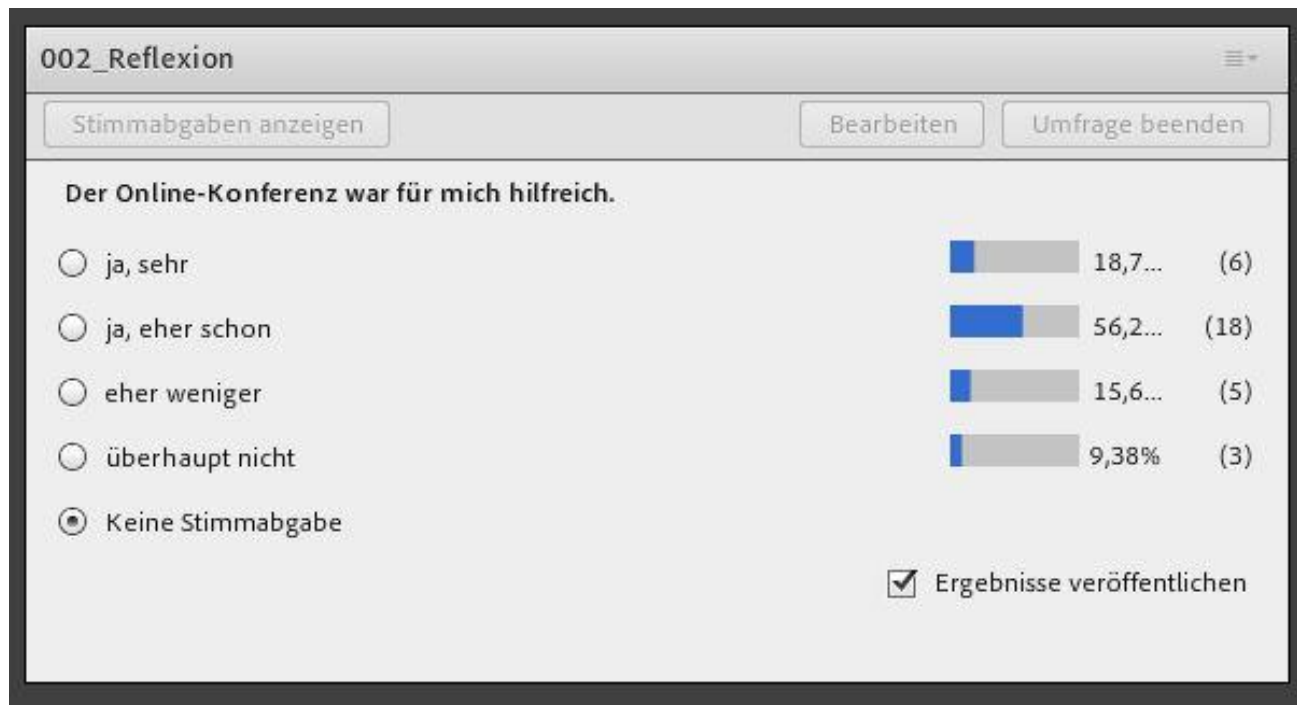 002_Reflexion
Stimmabgaben anzeigen Bearbeiten Umfrage beenden
Der Online-Konferenz war für mich hilfreich.
ja, sehr 18,7... (6)
ja, eher schon 56,2... (18)
eher weniger 15,6... (5)
überhaupt nicht 9,38% (3)
Keine Stimmabgabe
Ergebnisse veröffentlichen